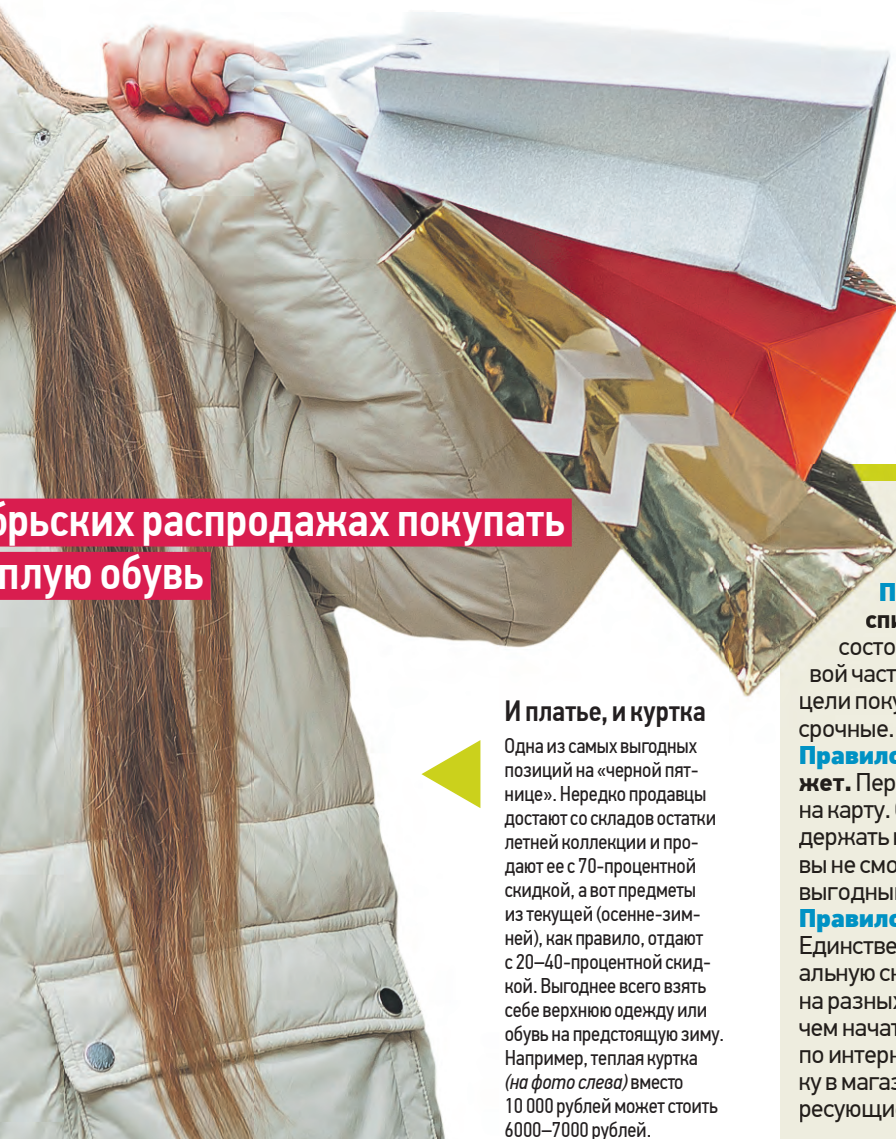 брьских распродажах покупать
плую обувь
И платье, и куртка
Одна из самых выгодных
позиций на «черной пят-
нице». Нередко продавцы
достают со складов остатки
летней коллекции и про-
дают ее с 70-процентной
скидкой, а вот предметы
из текущей (осенне-зим-
ней), как правило, отдают
с 20–40-процентной скид-
кой. Выгоднее всего взять
себе верхнюю одежду или
обувь на предстоящую зиму.
Например, теплая куртка
(на фото слева) вместо
10 000 рублей может стоить
6000–7000 рублей.
П
спи
состо
вой част
цели поку
срочные.
Правило
жет. Пер
на карту.
держать
вы не смо
выгодны
Правило
Единстве
альную ск
на разных
чем начат
по интерн
ку в магаз
ресующи